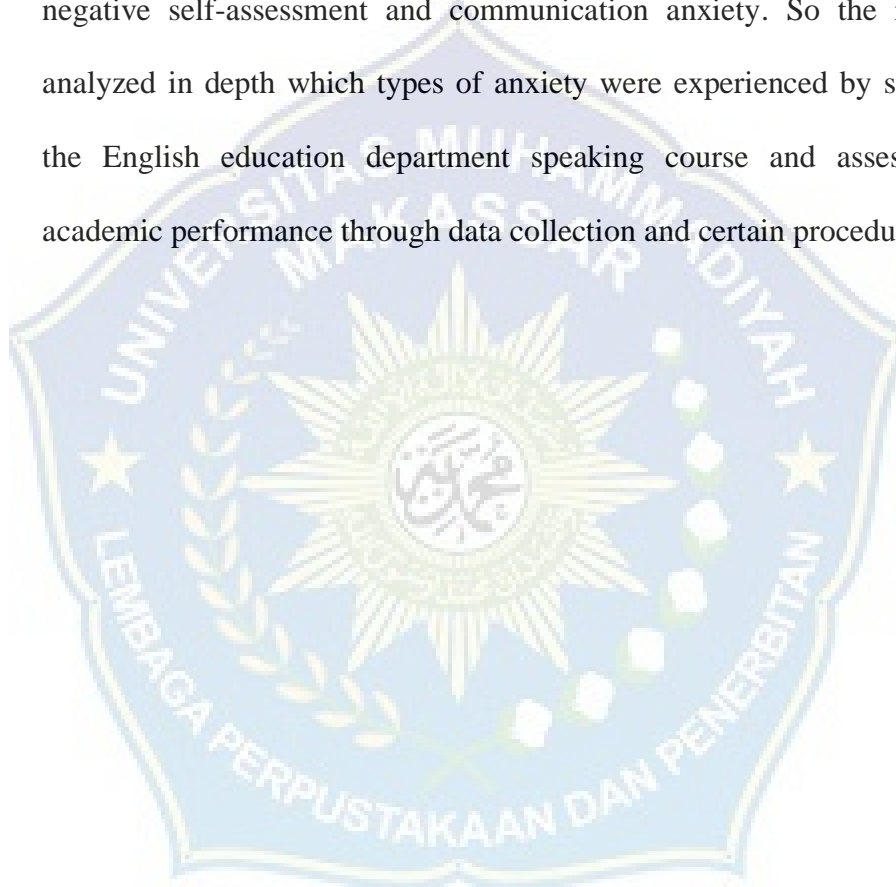 negative self-assessment and communication anxiety. So the
analyzed in depth which types of anxiety were experienced by
the English education department speaking course and
academic performance through data collection and certain
UNIVERSITAS MUHAMMADIYAH
MAKASSAR
LEMBAGA PERPUSTAKAAN DAN PENERBITAN